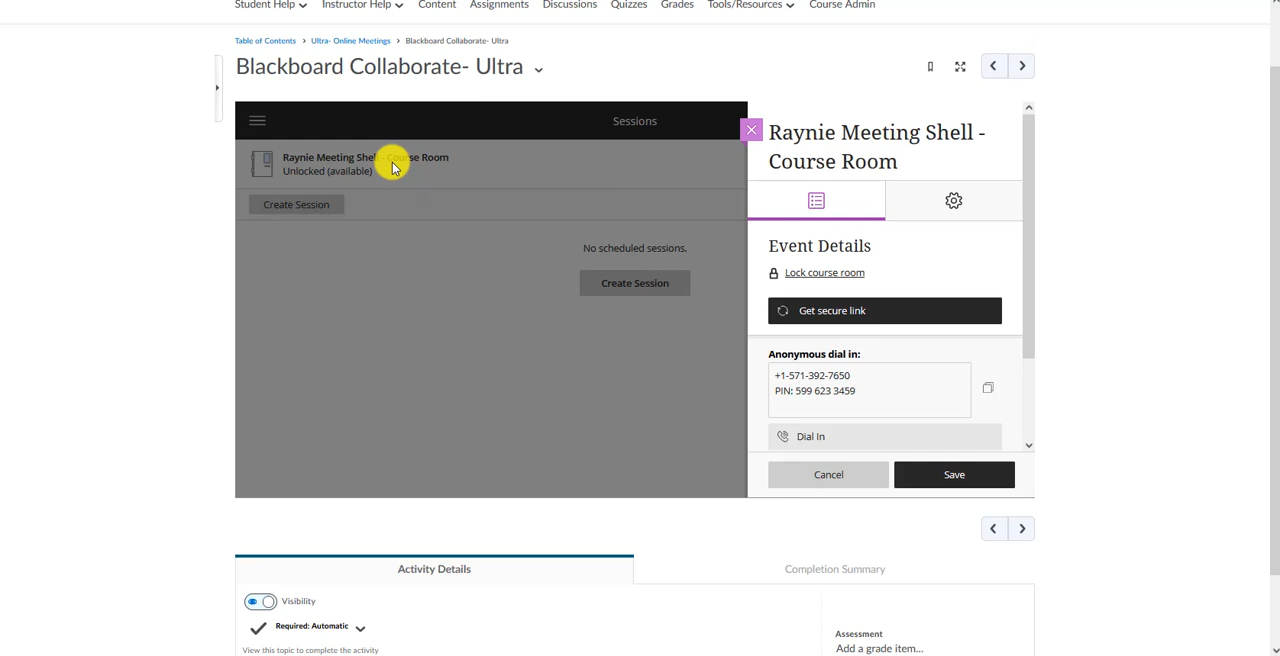 Student Help Instructor Help Content Assignments Discussions Quizzes Grades Tools/Resources Course Admin
Table of Contents › Ultra- Online Meetings › Blackboard Collaborate- Ultra
Blackboard Collaborate- Ultra
Sessions
Raynie Meeting Shell - Course Room
Unlocked (available)
Create Session
No scheduled sessions.
Create Session
Raynie Meeting Shell -
Course Room
Event Details
Lock course room
Get secure link
Anonymous dial in:
+1-571-392-7650
PIN: 599 623 3459
Dial In
Cancel Save
Activity Details Completion Summary
Visibility
Required: Automatic
View this topic to complete the activity
Assessment
Add a grade item...